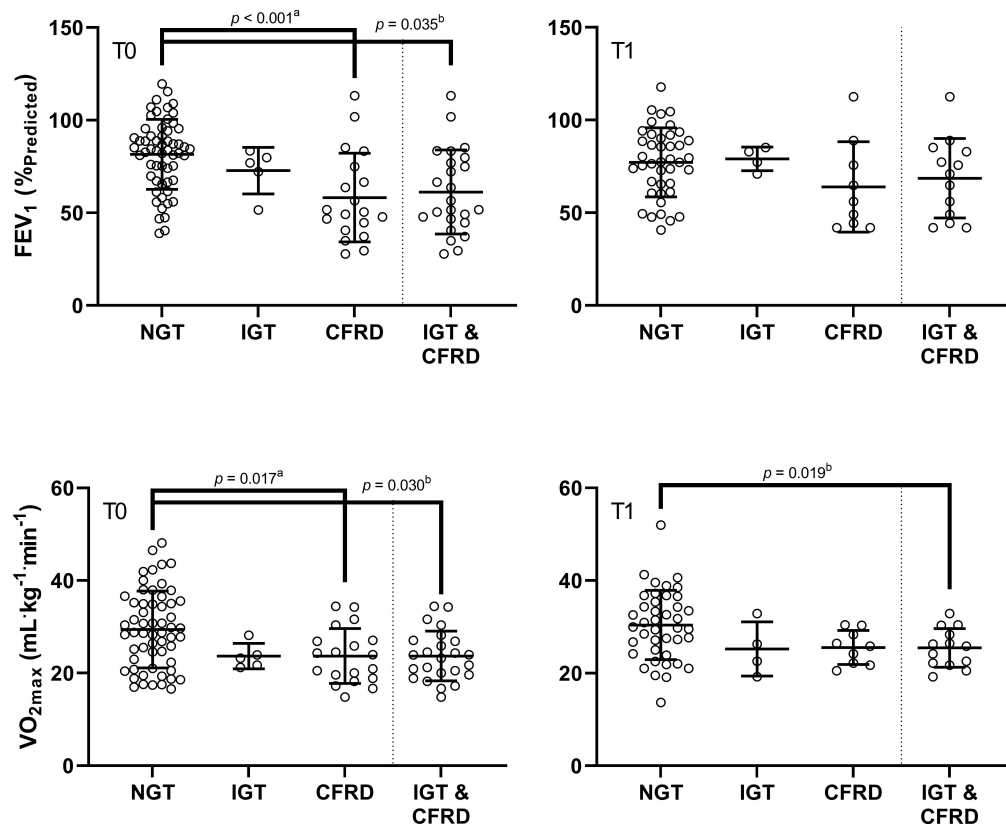 p < 0.001a
p = 0.035b
T0
FEV1 (%Predicted)
150
100
50
0
NGT
IGT
CFRD
IGT &
CFRD
T1
150
100
50
0
NGT
IGT
CFRD
IGT &
CFRD
p = 0.017a
p = 0.030b
T0
VO2max (mL·kg-1·min-1)
60
40
20
0
NGT
IGT
CFRD
IGT &
CFRD
p = 0.019b
T1
60
40
20
0
NGT
IGT
CFRD
IGT &
CFRD